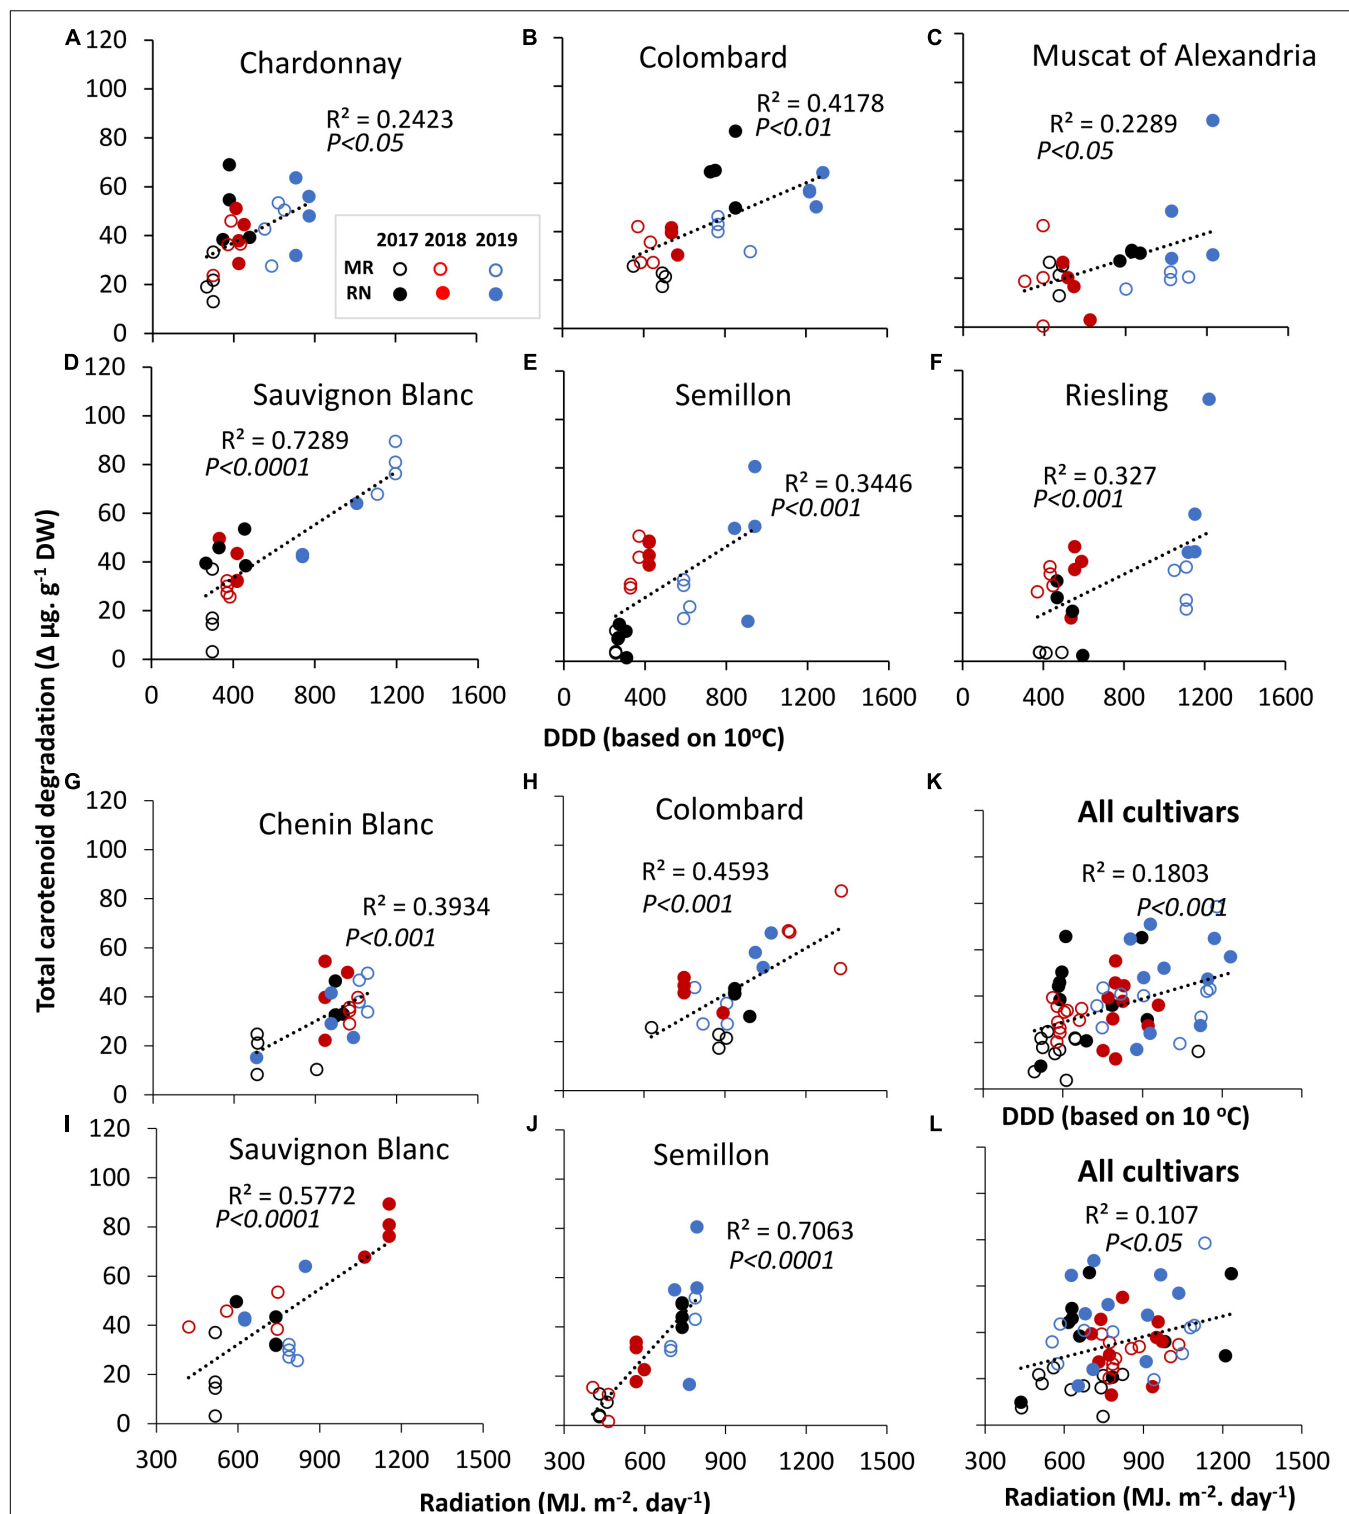 A
Chardonnay
R² = 0.2423
P<0.05
120
100
80
60
40
20
0
2017 2018 2019
MR
RN
B
Colombard
R² = 0.4178
P<0.01
C
Muscat of Alexandria
R² = 0.2289
P<0.05
D
Sauvignon Blanc
R² = 0.7289
P<0.0001
120
100
80
60
40
20
0
0 400 800 1200 1600
E
Semillon
R² = 0.3446
P<0.001
0 400 800 1200 1600
F
Riesling
R² = 0.327
P<0.001
0 400 800 1200 1600
DDD (based on 10ºC)
Total carotenoid degradation (Δ µg. g⁻¹ DW)
G
Chenin Blanc
R² = 0.3934
P<0.001
120
100
80
60
40
20
0
H
Colombard
R² = 0.4593
P<0.001
K
All cultivars
R² = 0.1803
P<0.001
DDD (based on 10 ºC)
I
Sauvignon Blanc
R² = 0.5772
P<0.0001
120
100
80
60
40
20
0
300 600 900 1200
J
Semillon
R² = 0.7063
P<0.0001
300 600 900 1200
L
All cultivars
R² = 0.107
P<0.05
300 600 900 1200 1500
Radiation (MJ. m⁻². day⁻¹)
Radiation (MJ. m⁻². day⁻¹)